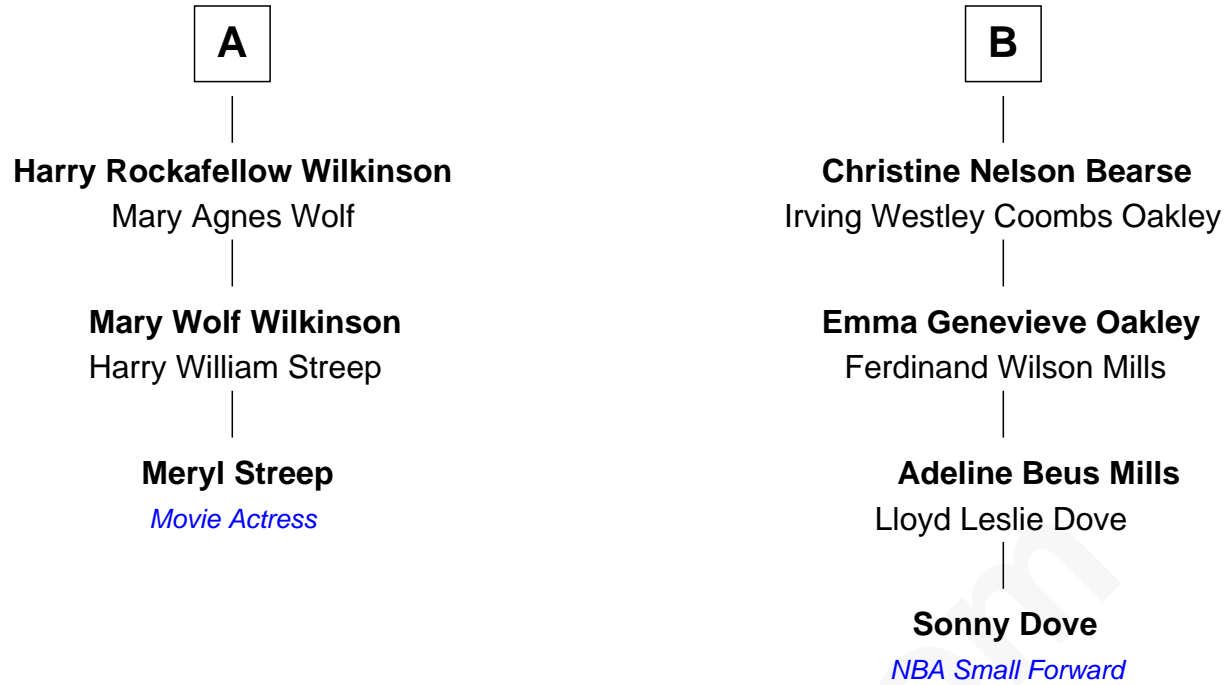 A
Harry Rockafellow Wilkinson
Mary Agnes Wolf
Mary Wolf Wilkinson
Harry William Streep
Meryl Streep
Movie Actress
B
Christine Nelson Bearse
Irving Westley Coombs Oakley
Emma Genevieve Oakley
Ferdinand Wilson Mills
Adeline Beus Mills
Lloyd Leslie Dove
Sonny Dove
NBA Small Forward